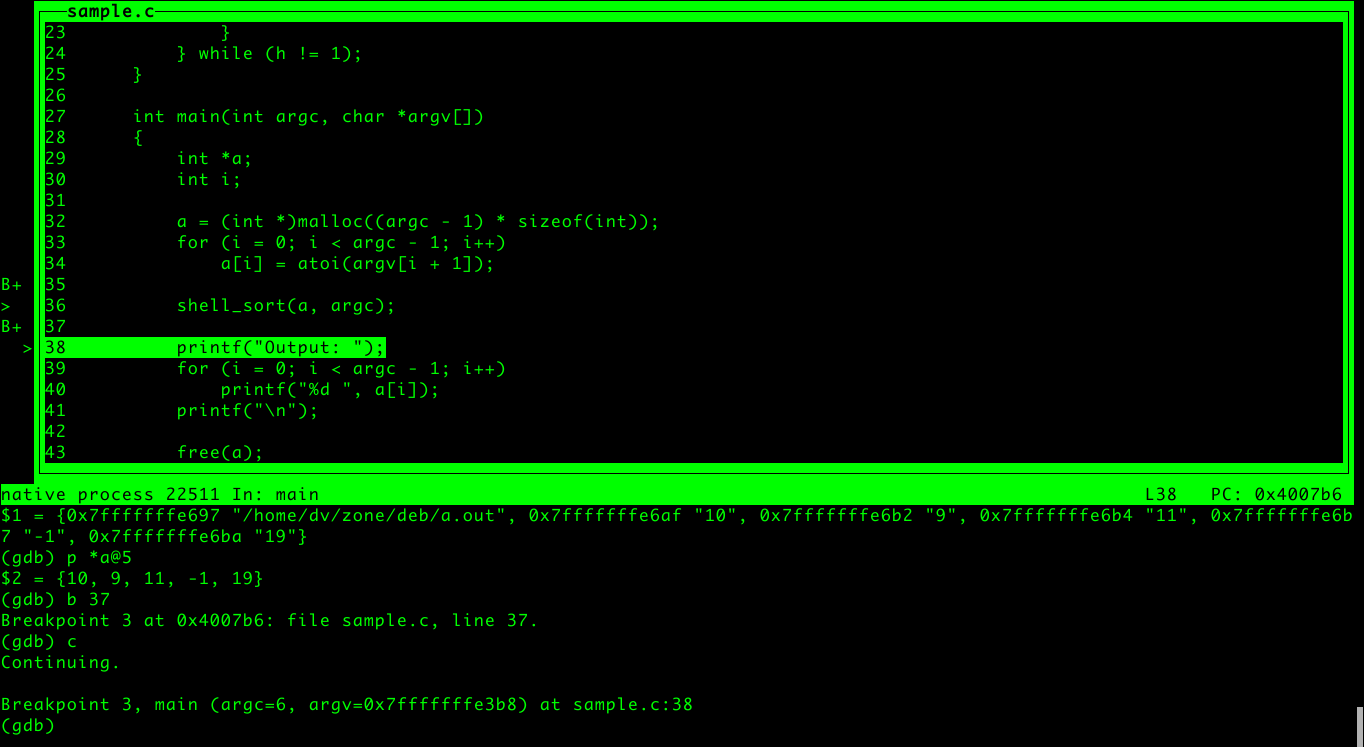 sample.c
23              }
24          } while (h != 1);
25      }
26
27      int main(int argc, char *argv[])
28      {
29          int *a;
30          int i;
31
32          a = (int *)malloc((argc - 1) * sizeof(int));
33          for (i = 0; i < argc - 1; i++)
34              a[i] = atoi(argv[i + 1]);
B+ 35
> 36          shell_sort(a, argc);
B+ 37
> 38          printf("Output: ");
39          for (i = 0; i < argc - 1; i++)
40              printf("%d ", a[i]);
41          printf("\n");
42
43          free(a);
native process 22511 In: main L38 PC: 0x4007b6
$1 = {0x7fffffffe697 "/home/dv/zone/deb/a.out", 0x7fffffffe6af "10", 0x7fffffffe6b2 "9", 0x7fffffffe6b4 "11", 0x7fffffffe6b
7 "-1", 0x7fffffffe6ba "19"}
(gdb) p *a@5
$2 = {10, 9, 11, -1, 19}
(gdb) b 37
Breakpoint 3 at 0x4007b6: file sample.c, line 37.
(gdb) c
Continuing.
Breakpoint 3, main (argc=6, argv=0x7fffffffe3b8) at sample.c:38
(gdb)